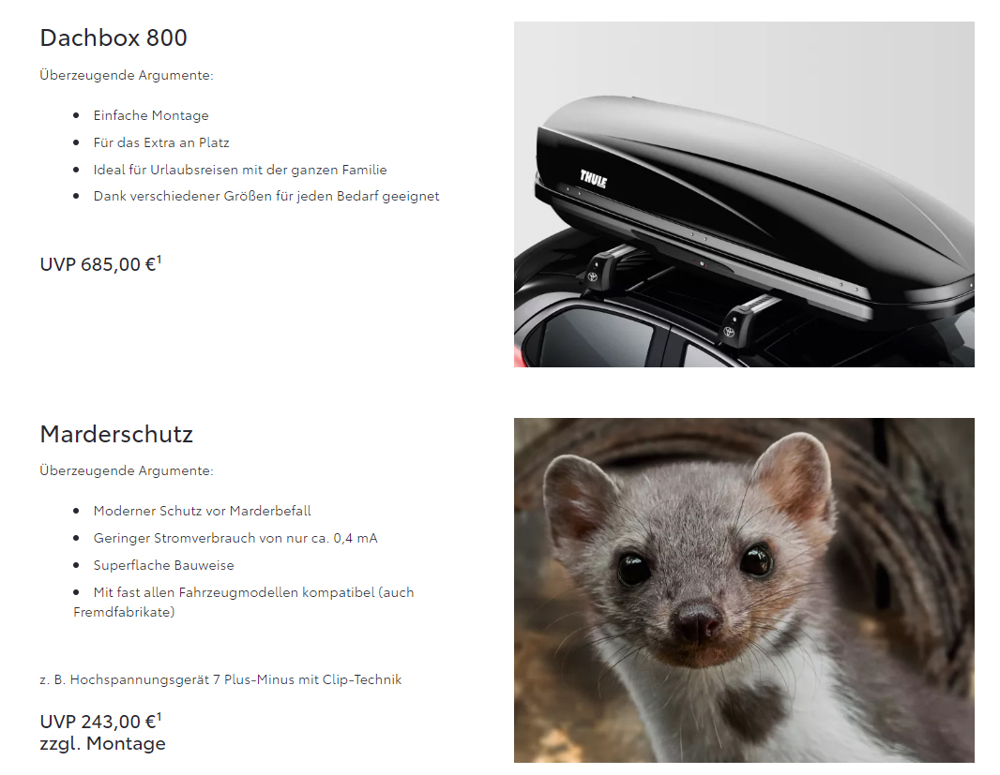 Dachbox 800
Überzeugende Argumente:
• Einfache Montage
• Für das Extra an Platz
• Ideal für Urlaubsreisen mit der ganzen Familie
• Dank verschiedener Größen für jeden Bedarf geeignet
UVP 685,00 €¹
THULE
Marderschutz
Überzeugende Argumente:
• Moderner Schutz vor Marderbefall
• Geringer Stromverbrauch von nur ca. 0,4 mA
• Superflache Bauweise
• Mit fast allen Fahrzeugmodellen kompatibel (auch
Fremdfabrikate)
z. B. Hochspannungsgerät 7 Plus-Minus mit Clip-Technik
UVP 243,00 €¹
zzgl. Montage